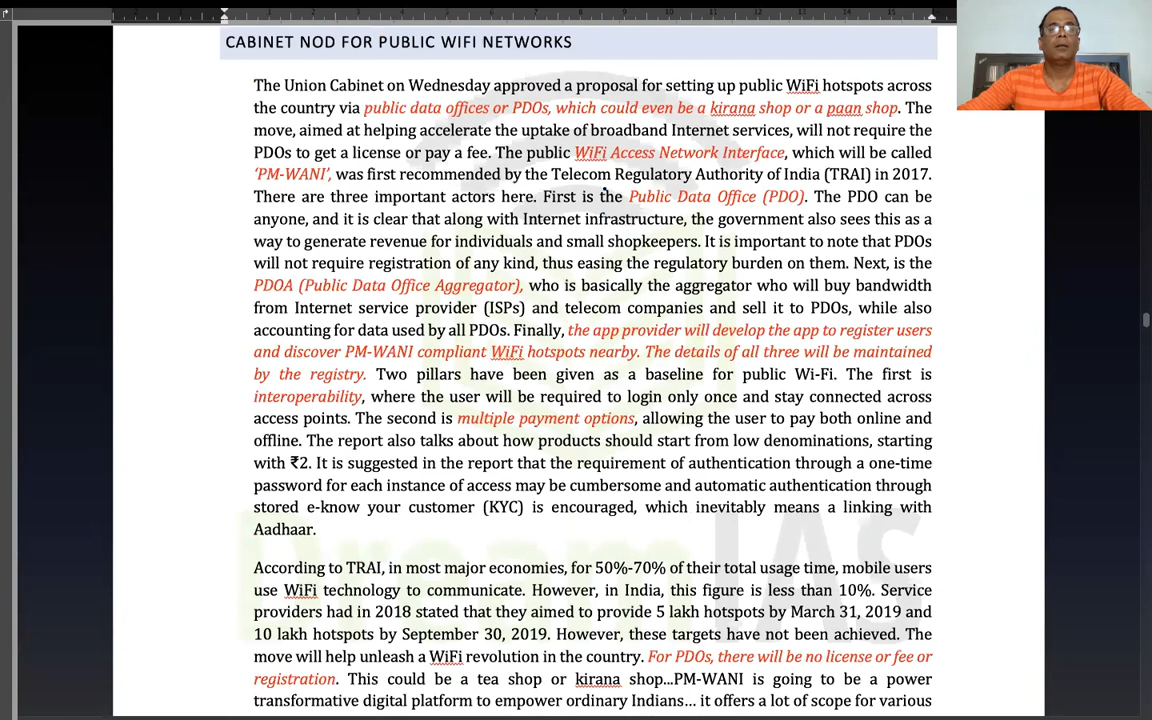 CABINET NOD FOR PUBLIC WIFI NETWORKS
The Union Cabinet on Wednesday approved a proposal for setting up public WiFi hotspots across
the country via public data offices or PDOs, which could even be a kirana shop or a paan shop. The
move, aimed at helping accelerate the uptake of broadband Internet services, will not require the
PDOs to get a license or pay a fee. The public WiFi Access Network Interface, which will be called
'PM-WANI', was first recommended by the Telecom Regulatory Authority of India (TRAI) in 2017.
There are three important actors here. First is the Public Data Office (PDO). The PDO can be
anyone, and it is clear that along with Internet infrastructure, the government also sees this as a
way to generate revenue for individuals and small shopkeepers. It is important to note that PDOs
will not require registration of any kind, thus easing the regulatory burden on them. Next, is the
PDOA (Public Data Office Aggregator), who is basically the aggregator who will buy bandwidth
from Internet service provider (ISPs) and telecom companies and sell it to PDOs, while also
accounting for data used by all PDOs. Finally, the app provider will develop the app to register users
and discover PM-WANI compliant WiFi hotspots nearby. The details of all three will be maintained
by the registry. Two pillars have been given as a baseline for public Wi-Fi. The first is
interoperability, where the user will be required to login only once and stay connected across
access points. The second is multiple payment options, allowing the user to pay both online and
offline. The report also talks about how products should start from low denominations, starting
with ₹2. It is suggested in the report that the requirement of authentication through a one-time
password for each instance of access may be cumbersome and automatic authentication through
stored e-know your customer (KYC) is encouraged, which inevitably means a linking with
Aadhaar.
According to TRAI, in most major economies, for 50%-70% of their total usage time, mobile users
use WiFi technology to communicate. However, in India, this figure is less than 10%. Service
providers had in 2018 stated that they aimed to provide 5 lakh hotspots by March 31, 2019 and
10 lakh hotspots by September 30, 2019. However, these targets have not been achieved. The
move will help unleash a WiFi revolution in the country. For PDOs, there will be no license or fee or
registration. This could be a tea shop or kirana shop...PM-WANI is going to be a power
transformative digital platform to empower ordinary Indians... it offers a lot of scope for various
DreamIAS